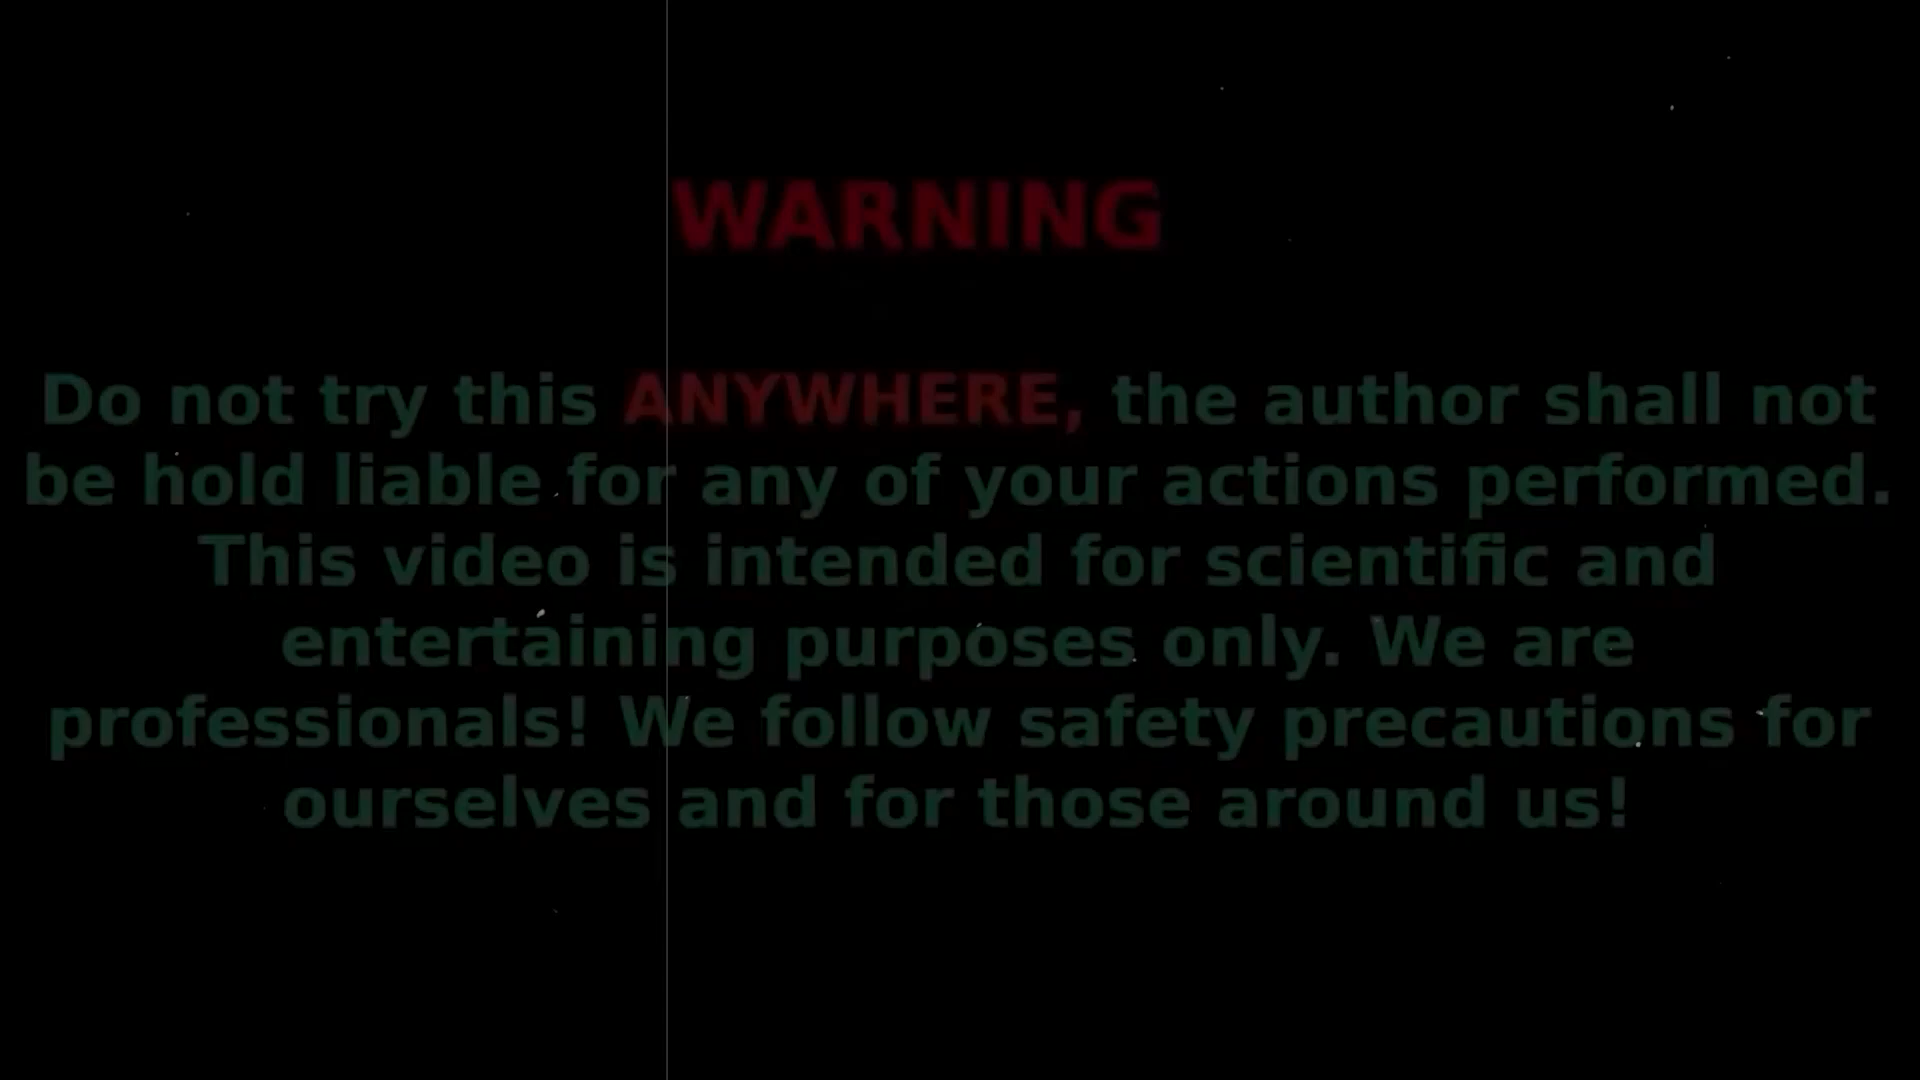 WARNING
Do not try this ANYWHERE, the author shall not
be hold liable for any of your actions performed.
This video is intended for scientific and
entertaining purposes only. We are
professionals! We follow safety precautions for
ourselves and for those around us!